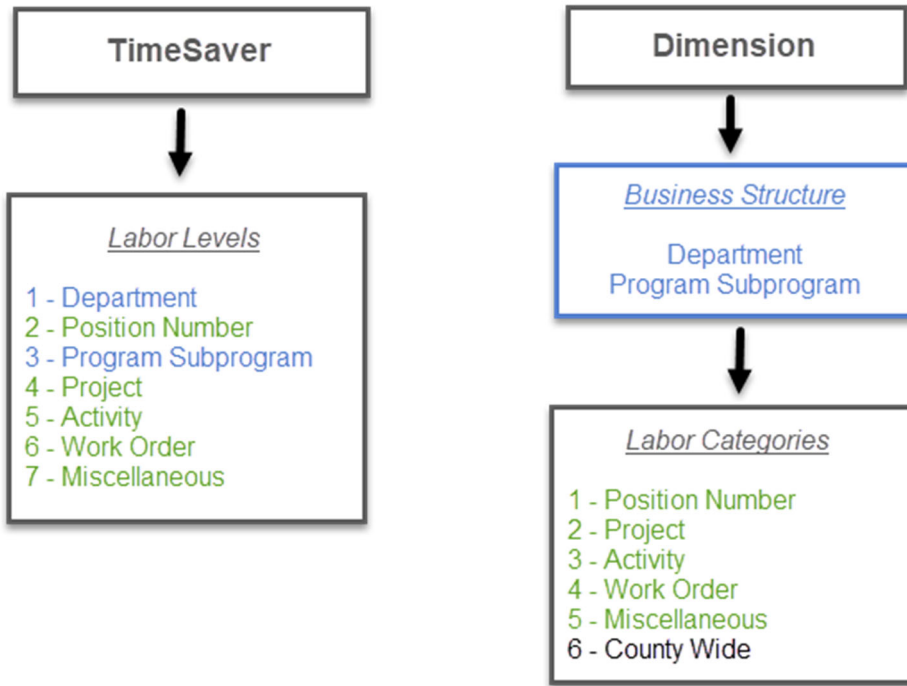 TimeSaver
Labor Levels
1 - Department
2 - Position Number
3 - Program Subprogram
4 - Project
5 - Activity
6 - Work Order
7 - Miscellaneous
Dimension
Business Structure
Department
Program Subprogram
Labor Categories
1 - Position Number
2 - Project
3 - Activity
4 - Work Order
5 - Miscellaneous
6 - County Wide